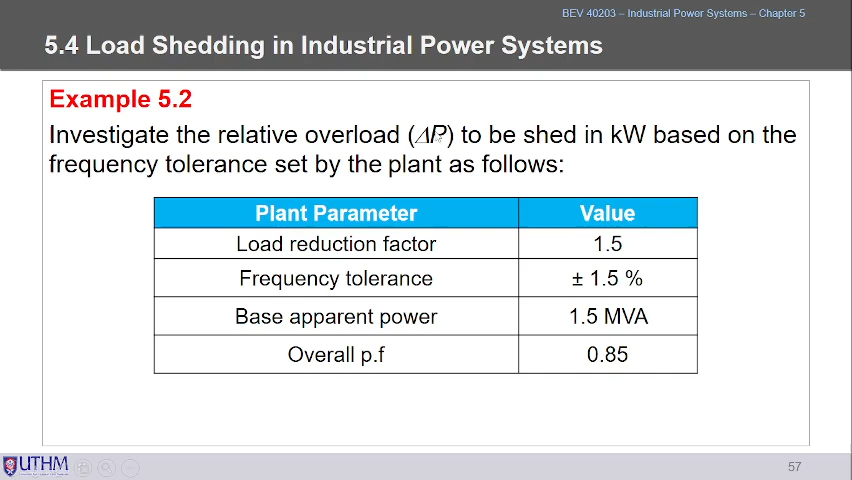 BEV 40203 – Industrial Power Systems – Chapter 5
5.4 Load Shedding in Industrial Power Systems
Example 5.2
Investigate the relative overload (ΔP) to be shed in kW based on the
frequency tolerance set by the plant as follows:
Plant Parameter Value
Load reduction factor 1.5
Frequency tolerance ± 1.5 %
Base apparent power 1.5 MVA
Overall p.f 0.85
UTHM
57